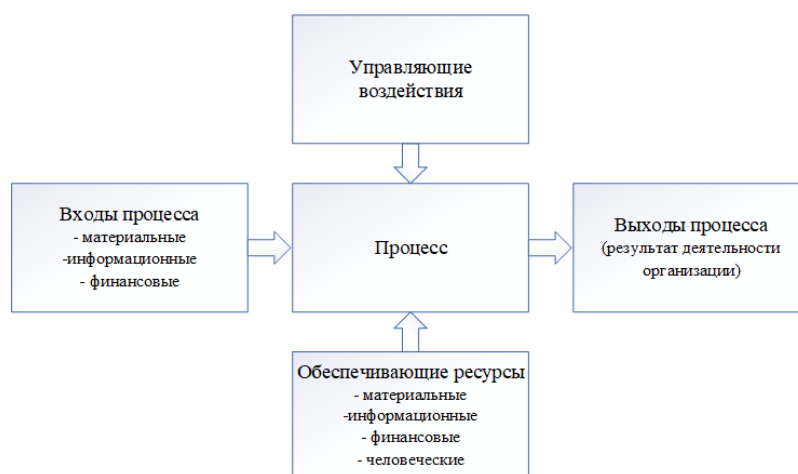 Управляющие
воздействия
Входы процесса
- материальные
-информационные
- финансовые
Процесс
Выходы процесса
(результат деятельности
организации)
Обеспечивающие ресурсы
- материальные
-информационные
- финансовые
- человеческие